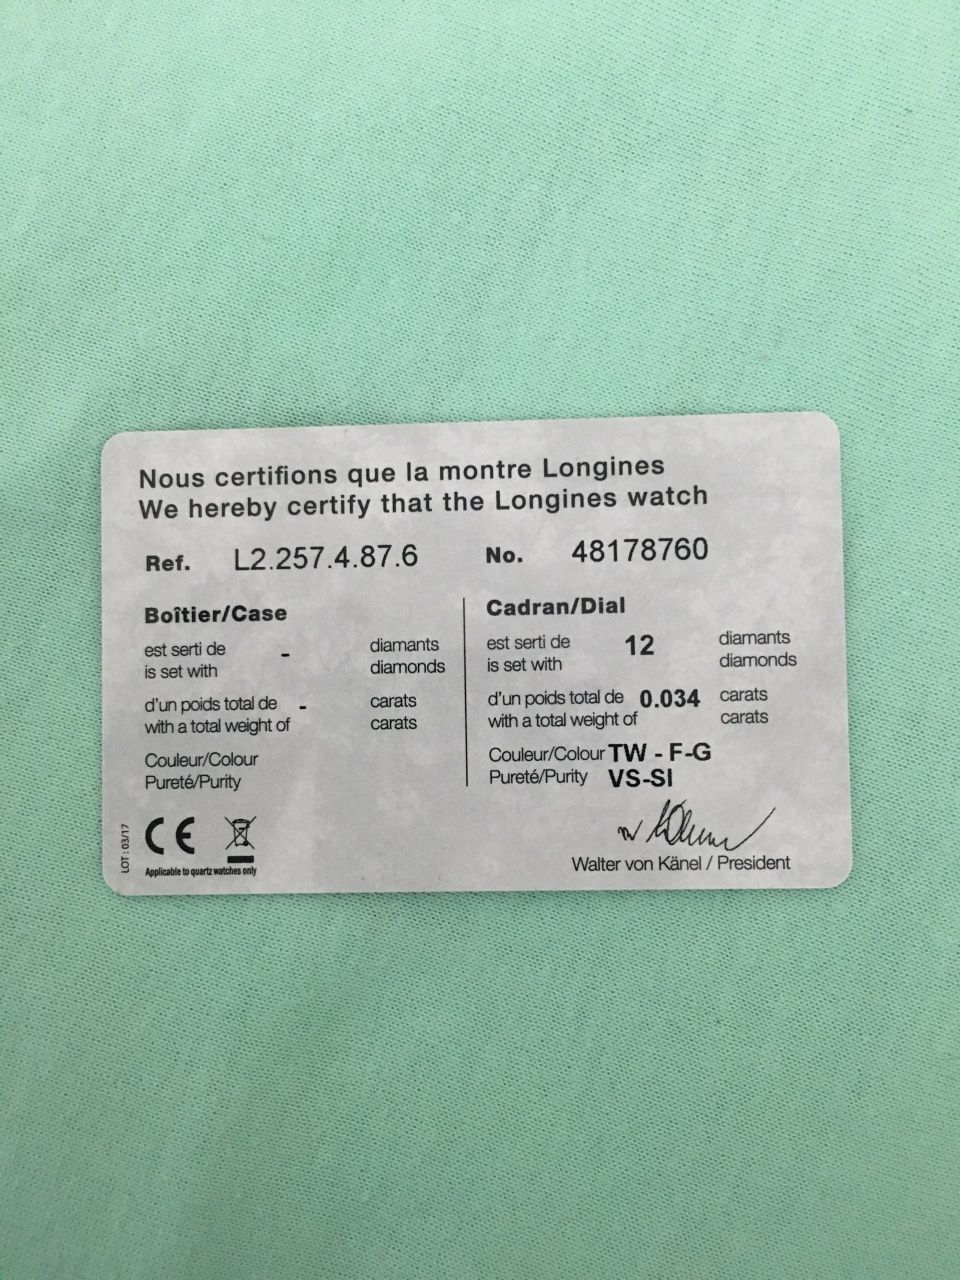 Nous certifions que la montre Longines
We hereby certify that the Longines watch
Ref. L2.257.4.87.6 No. 48178760
Boîtier/Case
est serti de - diamants
is set with diamonds
d'un poids total de - carats
with a total weight of carats
Couleur/Colour
Pureté/Purity
Cadran/Dial
est serti de 12 diamants
is set with diamonds
d'un poids total de 0.034 carats
with a total weight of carats
Couleur/Colour TW - F-G
Pureté/Purity VS-SI
LOT : 03/17
CE
Applicable to quartz watches only
Walter von Känel / President